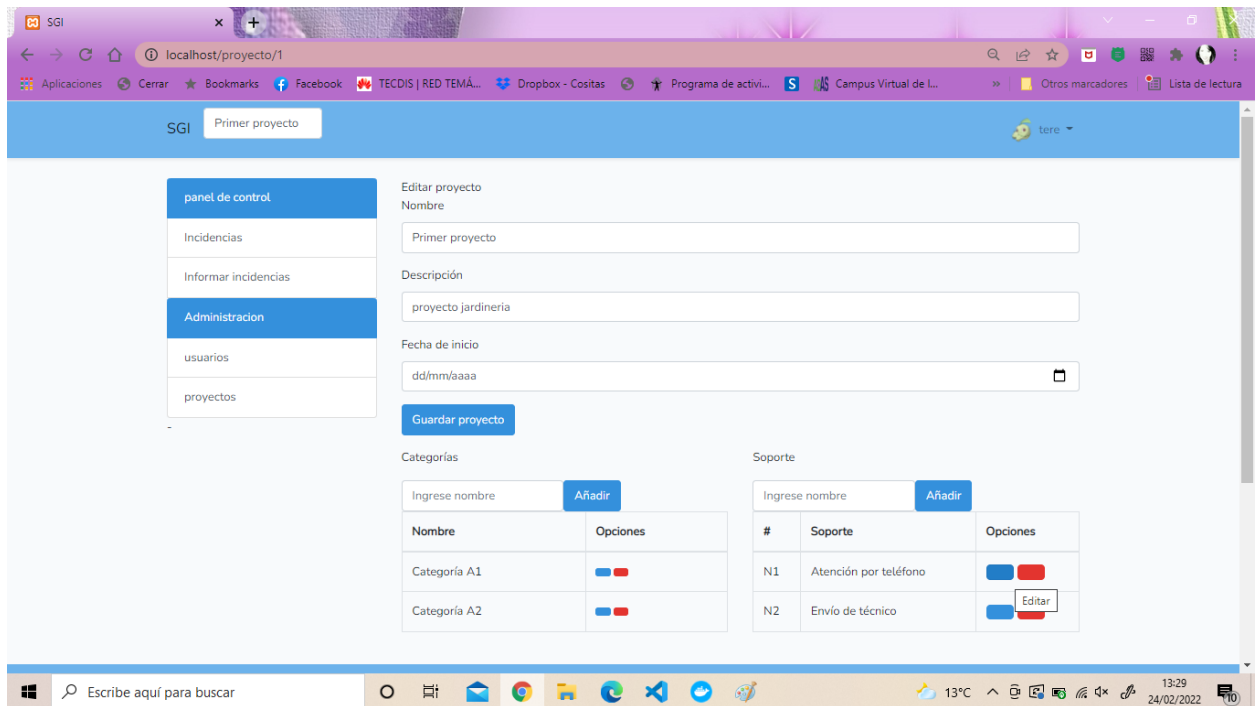 SGI
localhost/proyecto/1
Aplicaciones Cerrar Bookmarks Facebook TECDIS | RED TEMÁ... Dropbox - Cositas Programa de activi... S Campus Virtual de l... » Otros marcadores Lista de lectura
SGI Primer proyecto tere
panel de control
Incidencias
Informar incidencias
Administracion
usuarios
proyectos
-
Editar proyecto
Nombre
Primer proyecto
Descripción
proyecto jardineria
Fecha de inicio
dd/mm/aaaa
Guardar proyecto
Categorías
Ingrese nombre Añadir
Nombre Opciones
Categoría A1
Categoría A2
Soporte
Ingrese nombre Añadir
# Soporte Opciones
N1 Atención por teléfono
Editar
N2 Envío de técnico
Escribe aquí para buscar
13°C
13:29
24/02/2022
10